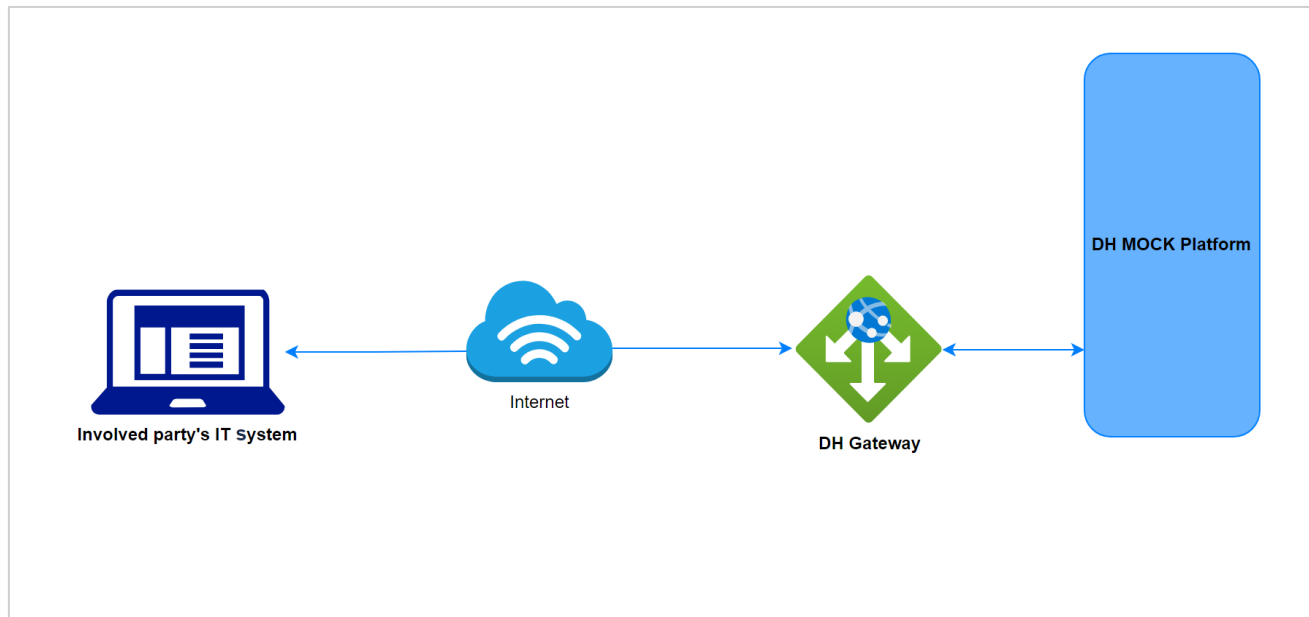 DH MOCK Platform
Internet
Involved party's IT System
DH Gateway